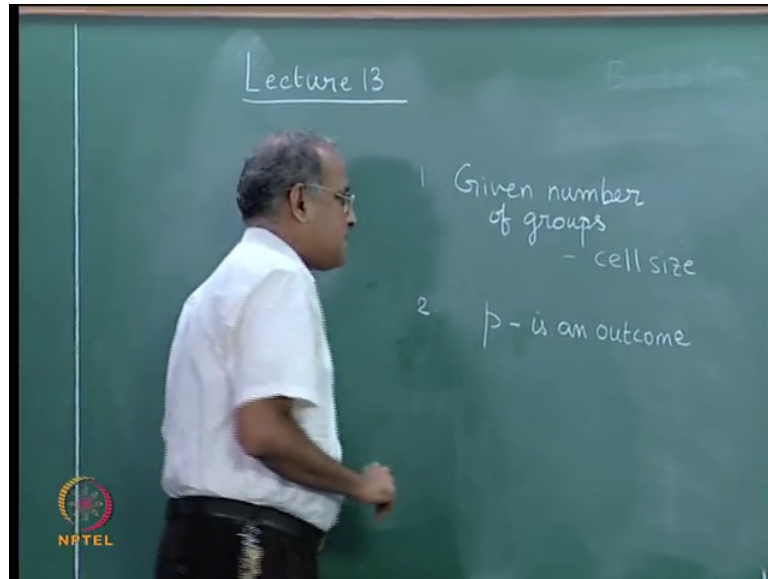 Lecture 13
1 Given number
of groups
- cell size
2 p - is an outcome
NPTEL